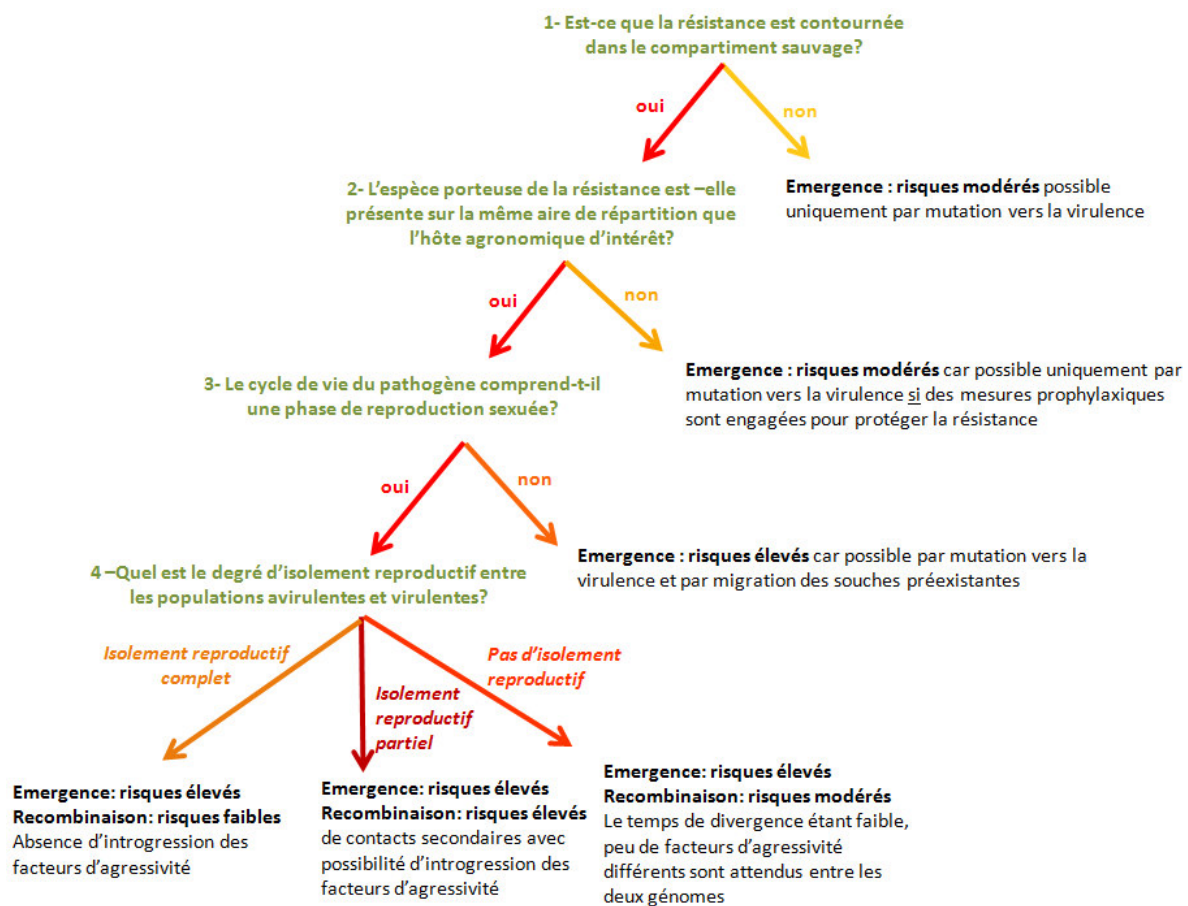 1- Est-ce que la résistance est contournée
dans le compartiment sauvage?
oui
non
Emergence : risques modérés possible
uniquement par mutation vers la virulence
2- L’espèce porteuse de la résistance est –elle
présente sur la même aire de répartition que
l’hôte agronomique d’intérêt?
oui
non
Emergence : risques modérés car possible uniquement par
mutation vers la virulence si des mesures prophylaxiques
sont engagées pour protéger la résistance
3- Le cycle de vie du pathogène comprend-t-il
une phase de reproduction sexuée?
oui
non
Emergence : risques élevés car possible par mutation vers la
virulence et par migration des souches préexistantes
4 –Quel est le degré d’isolement reproductif entre
les populations avirulentes et virulentes?
Isolement reproductif
complet
Isolement
reproductif
partiel
Pas d’isolement
reproductif
Emergence: risques élevés
Recombinaison: risques faibles
Absence d’introgression des
facteurs d’agressivité
Emergence: risques élevés
Recombinaison: risques élevés
de contacts secondaires avec
possibilité d’introgression des
facteurs d’agressivité
Emergence: risques élevés
Recombinaison: risques modérés
Le temps de divergence étant faible,
peu de facteurs d’agressivité
différents sont attendus entre les
deux génomes